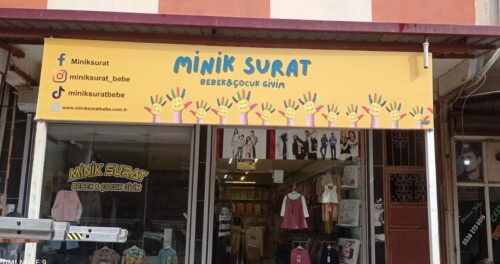 Miniksurat
miniksurat_bebe
miniksuratbebe
www.miniksuratbebe.com.tr
MİNİK SURAT
BEBEK&ÇOCUK GİYİM
MİNİK SURAT
BEBEK & ÇOCUK GİYİM